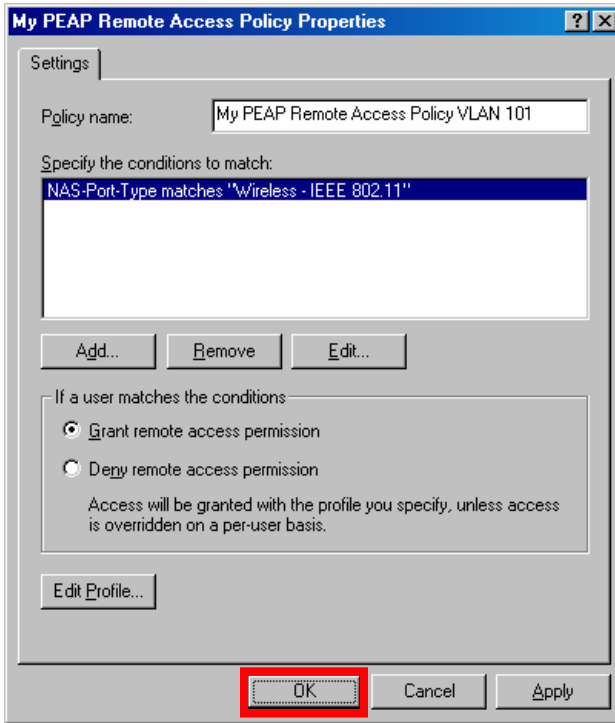 My PEAP Remote Access Policy Properties
Settings
Policy name:
My PEAP Remote Access Policy VLAN 101
Specify the conditions to match:
NAS-Port-Type matches "Wireless - IEEE 802.11"
Add...
Remove
Edit...
If a user matches the conditions
Grant remote access permission
Deny remote access permission
Access will be granted with the profile you specify, unless access
is overridden on a per-user basis.
Edit Profile...
OK
Cancel
Apply